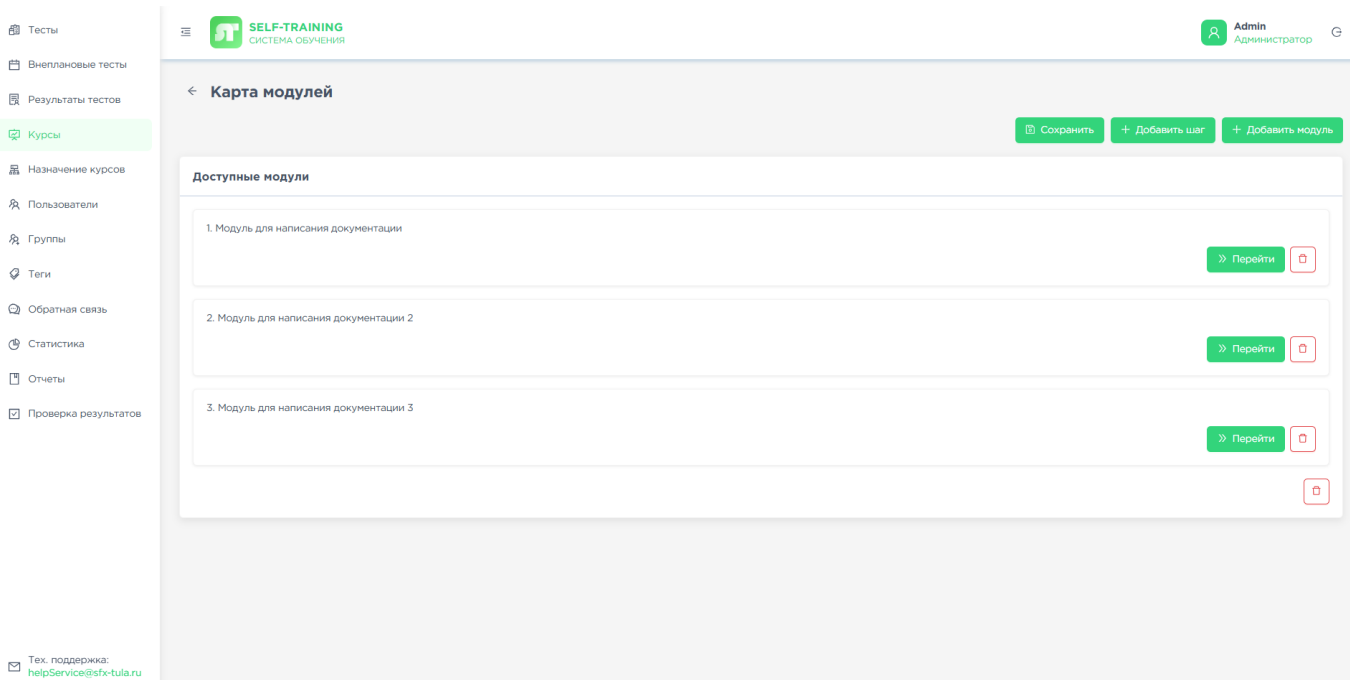 Тесты
Внеплановые тесты
Результаты тестов
Курсы
Назначение курсов
Пользователи
Группы
Теги
Обратная связь
Статистика
Отчеты
Проверка результатов
Тех. поддержка:
helpService@sfx-tula.ru
ST
SELF-TRAINING
СИСТЕМА ОБУЧЕНИЯ
Admin
Администратор
Карта модулей
Сохранить
Добавить шаг
Добавить модуль
Доступные модули
1. Модуль для написания документации
Перейти
2. Модуль для написания документации 2
Перейти
3. Модуль для написания документации 3
Перейти